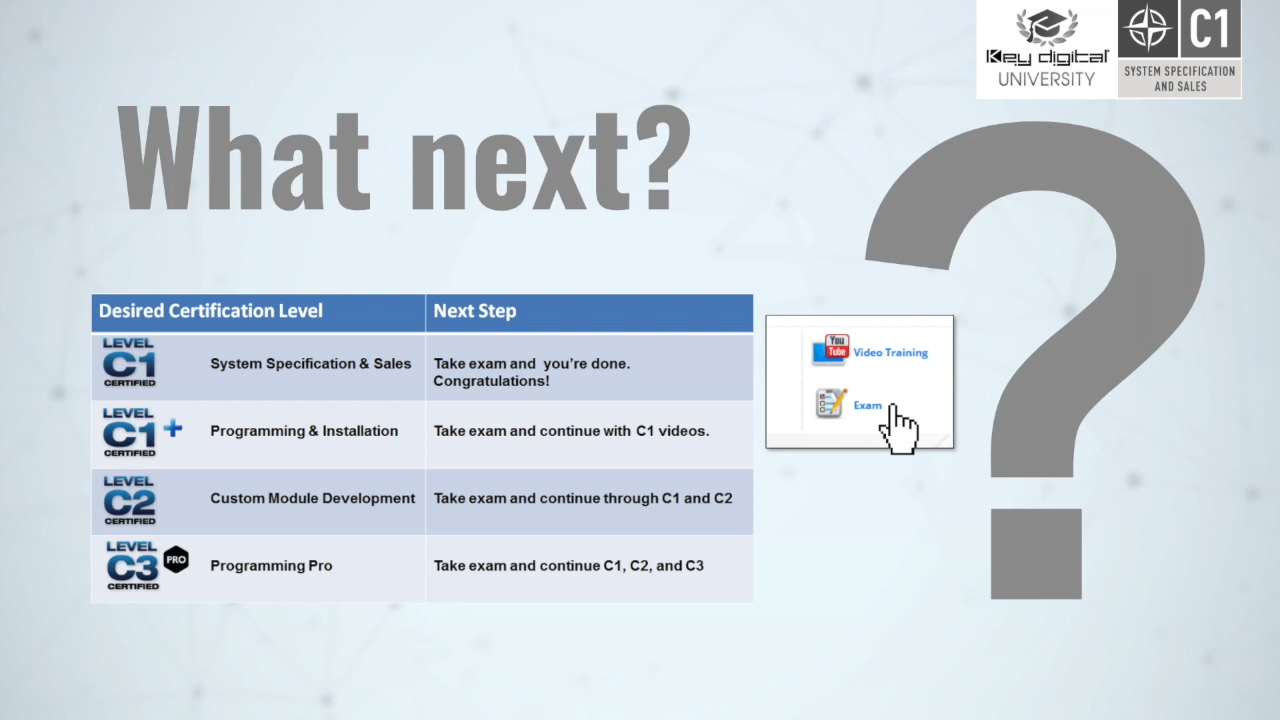 Key digital
UNIVERSITY
C1
SYSTEM SPECIFICATION
AND SALES
What next?
?
Desired Certification Level
Next Step
LEVEL
C1
CERTIFIED
System Specification & Sales
Take exam and you're done.
Congratulations!
LEVEL
C1+
CERTIFIED
Programming & Installation
Take exam and continue with C1 videos.
LEVEL
C2
CERTIFIED
Custom Module Development
Take exam and continue through C1 and C2
LEVEL
C3 PRO
CERTIFIED
Programming Pro
Take exam and continue C1, C2, and C3
You
Tube
Video Training
Exam